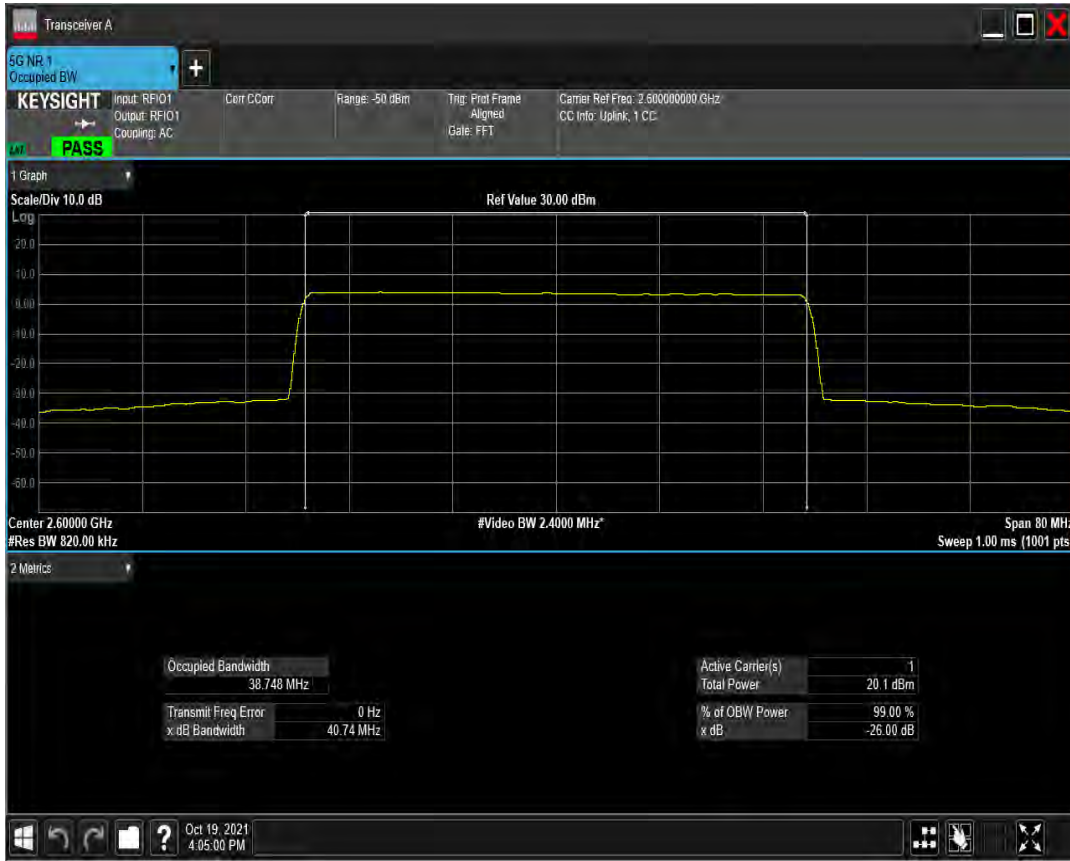 Transceiver A
5G NR 1
Occupied BW
+
KEYSIGHT
Input: RFIO1
Output: RFIO1
Coupling: AC
Corr CCorr
Range: -50 dBm
Trig: Prot Frame
Aligned
Gate: FFT
Carrier Ref Freq: 2.600000000 GHz
CC Info: Uplink, 1 CC
PASS
1 Graph
Scale/Div 10.0 dB
Ref Value 30.00 dBm
Log
20.0
10.0
0.00
-10.0
-20.0
-30.0
-40.0
-50.0
-60.0
Center 2.60000 GHz
#Video BW 2.4000 MHz*
Span 80 MHz
#Res BW 820.00 kHz
Sweep 1.00 ms (1001 pts
2 Metrics
Occupied Bandwidth
38.748 MHz
Transmit Freq Error 0 Hz
x dB Bandwidth 40.74 MHz
Active Carrier(s) 1
Total Power 20.1 dBm
% of OBW Power 99.00 %
x dB -26.00 dB
?
Oct 19, 2021
4:05:00 PM